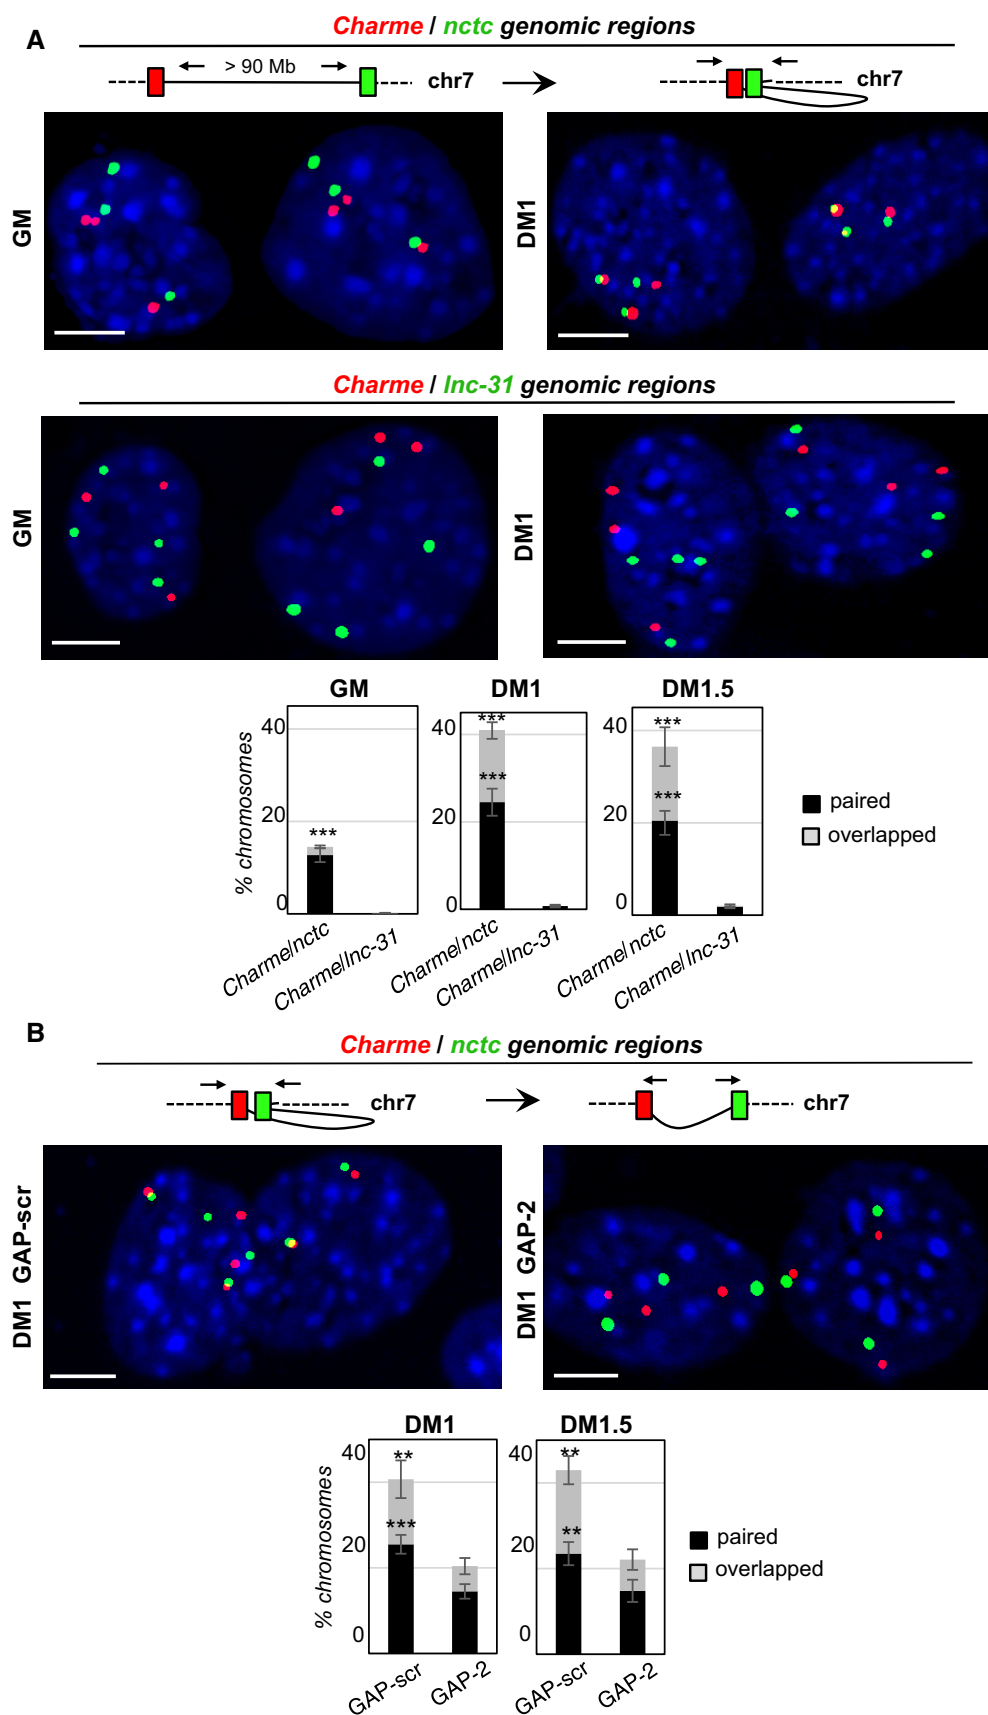 A
Charme / nctc genomic regions
> 90 Mb
chr7
chr7
GM
DM1
Charme / lnc-31 genomic regions
GM
DM1
GM
DM1
DM1.5
% chromosomes
40
20
0
***
40
20
0
***
***
40
20
0
***
***
paired
overlapped
Charme/nctc
Charme/lnc-31
Charme/nctc
Charme/lnc-31
Charme/nctc
Charme/lnc-31
B
Charme / nctc genomic regions
chr7
chr7
DM1 GAP-scr
DM1 GAP-2
DM1
DM1.5
% chromosomes
40
20
0
**
***
40
20
0
**
**
paired
overlapped
GAP-scr
GAP-2
GAP-scr
GAP-2